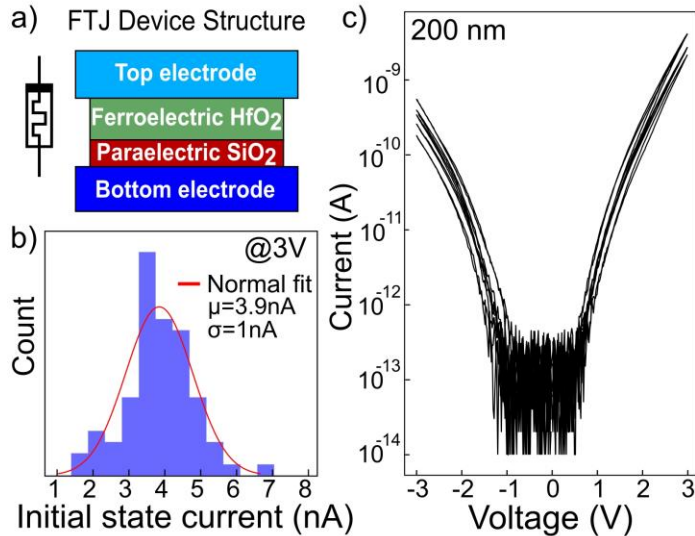 a) FTJ Device Structure
Top electrode
Ferroelectric HfO2
Paraelectric SiO2
Bottom electrode
b)
@3V
Normal fit
μ=3.9nA
σ=1nA
Count
1 2 3 4 5 6 7 8
Initial state current (nA)
c)
200 nm
Current (A)
10-9
10-10
10-11
10-12
10-13
10-14
-3 -2 -1 0 1 2 3
Voltage (V)